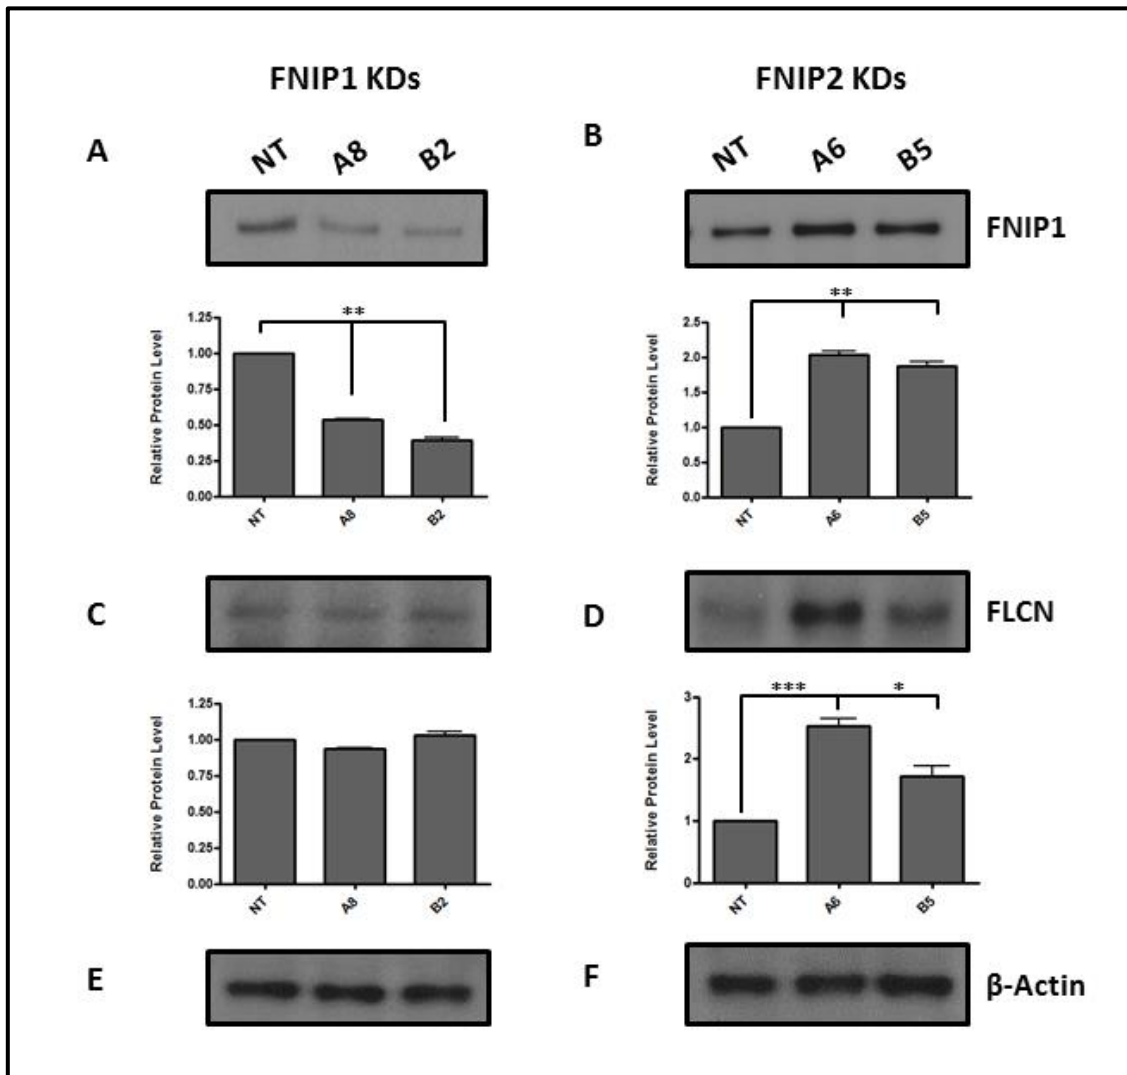 FNIP1 KDs
FNIP2 KDs
A
NT A8 B2
B
NT A6 B5
FNIP1
**
Relative Protein Level
1.25
1.00
0.75
0.50
0.25
0.00
NT A8 B2
**
Relative Protein Level
2.5
2.0
1.5
1.0
0.5
0.0
NT A6 B5
C
D
FLCN
Relative Protein Level
1.25
1.00
0.75
0.50
0.25
0.00
NT A8 B2
*** *
Relative Protein Level
3
2
1
0
NT A6 B5
E
F
β-Actin